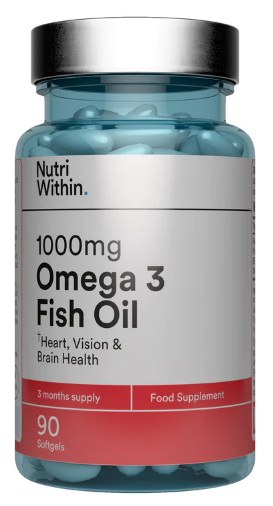 Nutri
Within.
1000mg
Omega 3
Fish Oil
†Heart, Vision &
Brain Health
3 months supply
Food Supplement
90
Softgels